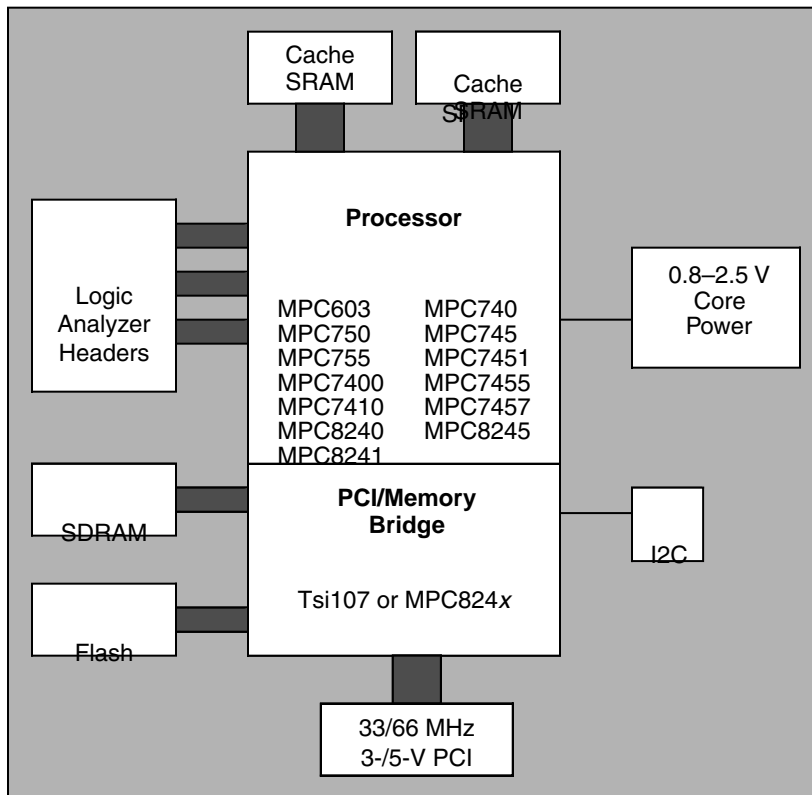 Cache
SRAM
Cache
SRAM
Processor
Logic
Analyzer
Headers
MPC603 MPC740
MPC750 MPC745
MPC755 MPC7451
MPC7400 MPC7455
MPC7410 MPC7457
MPC8240 MPC8245
MPC8241
0.8–2.5 V
Core
Power
SDRAM
PCI/Memory
Bridge
I2C
Tsi107 or MPC824x
Flash
33/66 MHz
3-/5-V PCI